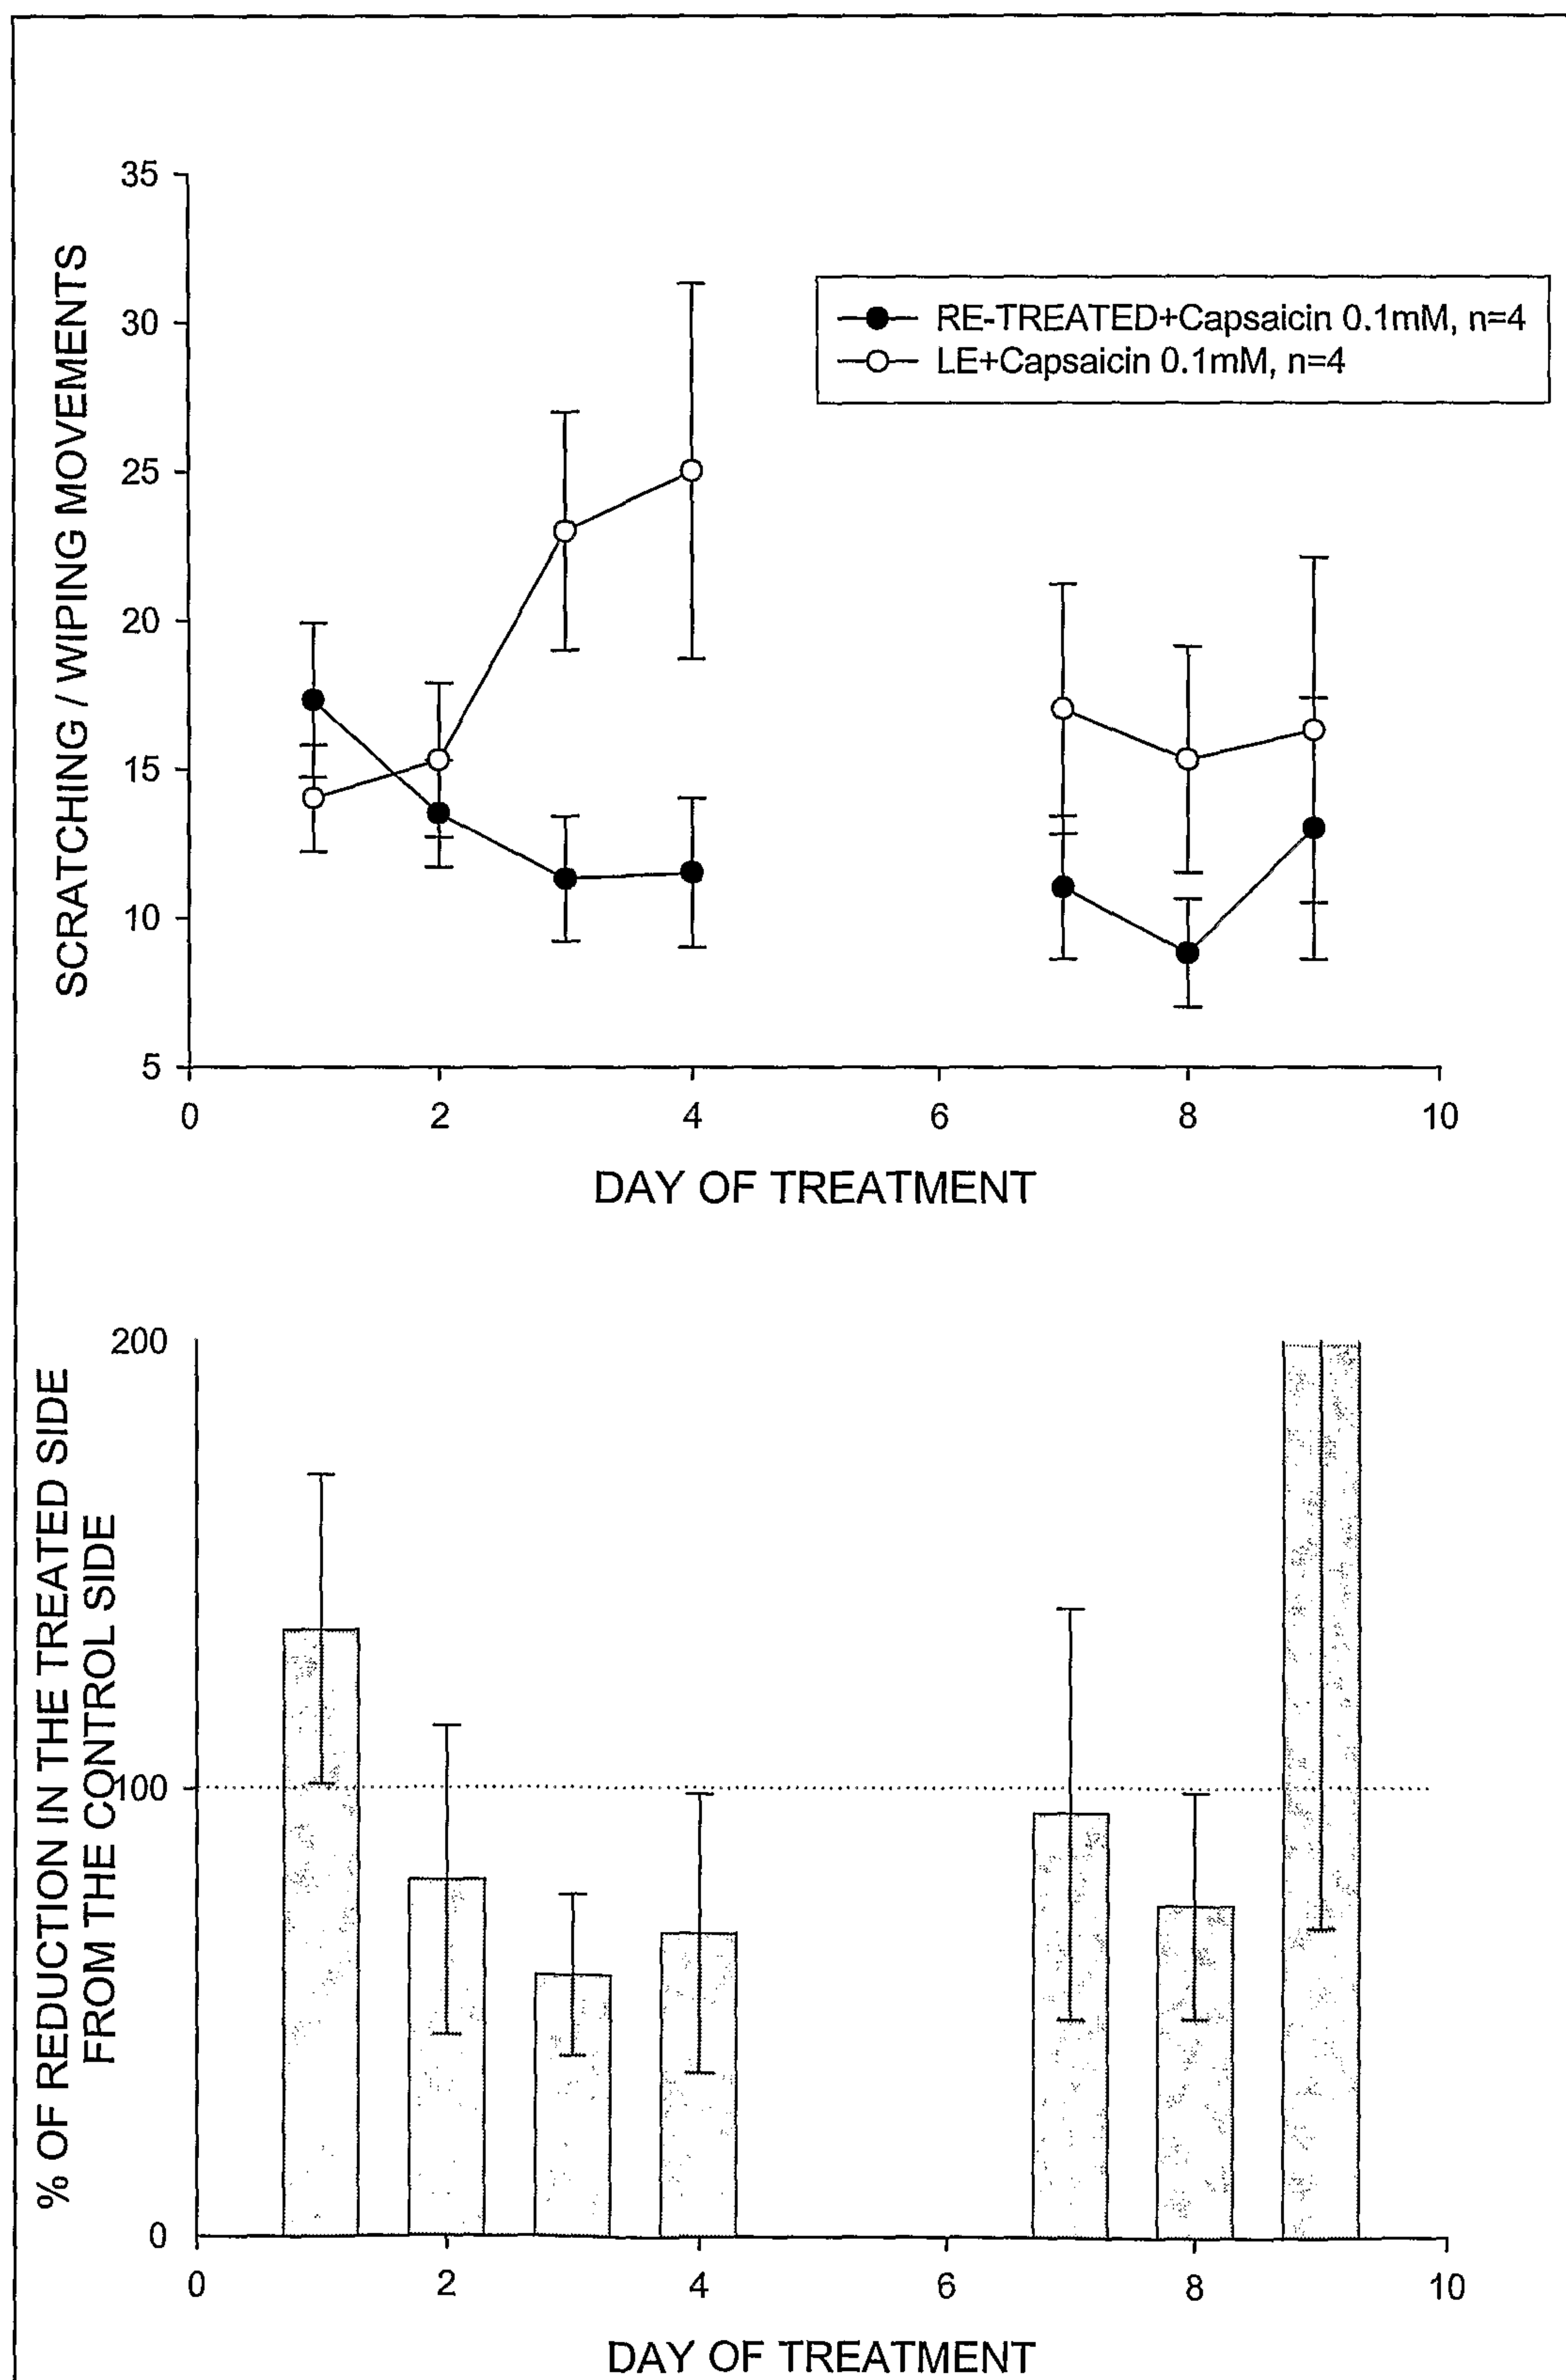 35
30
25
20
15
10
5
SCRATCHING / WIPING MOVEMENTS
RE-TREATED+Capsaicin 0.1mM, n=4
LE+Capsaicin 0.1mM, n=4
0 2 4 6 8 10
DAY OF TREATMENT
200
100
0
% OF REDUCTION IN THE TREATED SIDE
FROM THE CONTROL SIDE
0 2 4 6 8 10
DAY OF TREATMENT